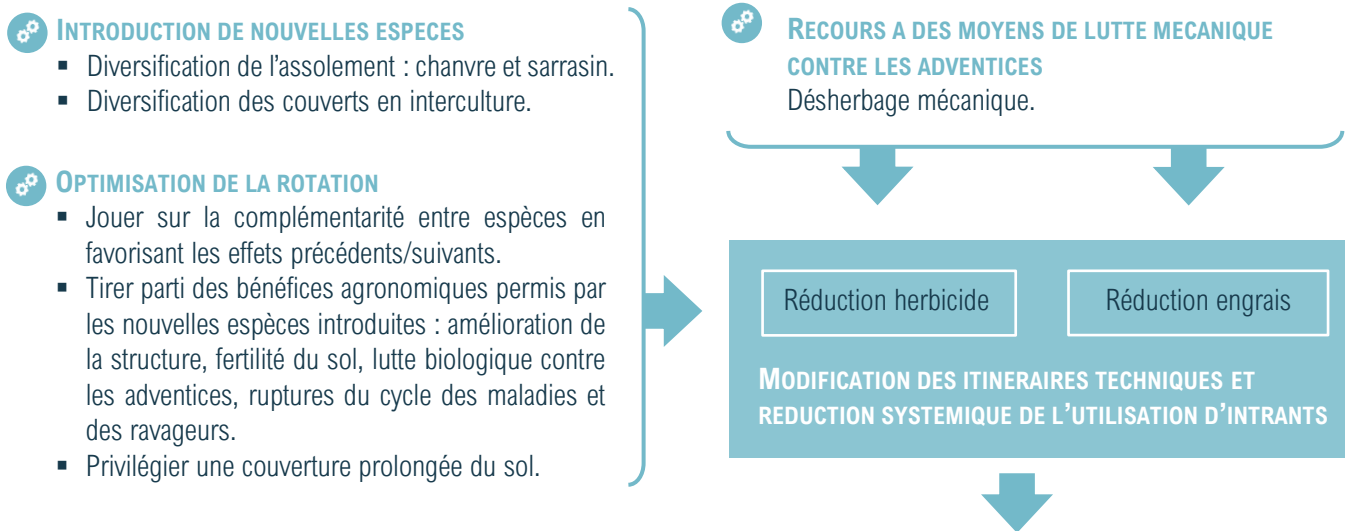 INTRODUCTION DE NOUVELLES ESPECES
▪ Diversification de l'assolement : chanvre et sarrasin.
▪ Diversification des couverts en interculture.
OPTIMISATION DE LA ROTATION
▪ Jouer sur la complémentarité entre espèces en
favorisant les effets précédents/suivants.
▪ Tirer parti des bénéfices agronomiques permis par
les nouvelles espèces introduites : amélioration de
la structure, fertilité du sol, lutte biologique contre
les adventices, ruptures du cycle des maladies et
des ravageurs.
▪ Privilégier une couverture prolongée du sol.
RECOURS A DES MOYENS DE LUTTE MECANIQUE
CONTRE LES ADVENTICES
Désherbage mécanique.
Réduction herbicide
Réduction engrais
MODIFICATION DES ITINERAIRES TECHNIQUES ET
REDUCTION SYSTEMIQUE DE L'UTILISATION D'INTRANTS